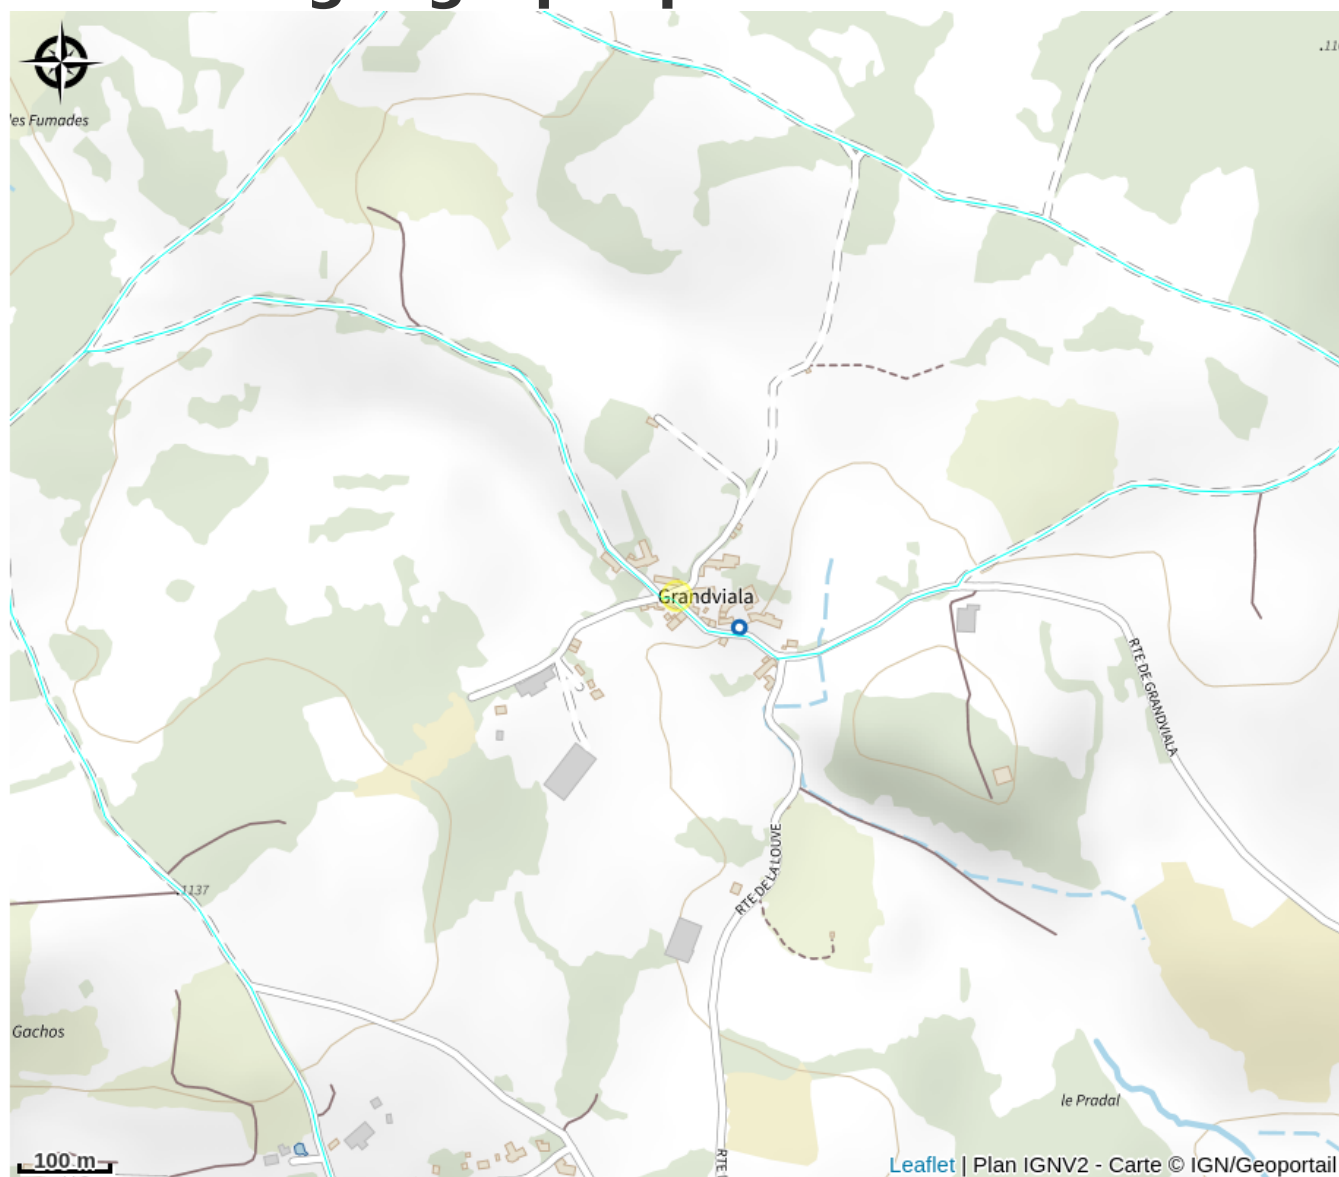 les Fumades
Grandviala
RTE DE GRANDVIALA
RTE DE LA LOUVE
.1137
Gachos
le Pradal
RTE
100 m
Leaflet | Plan IGNV2 - Carte © IGN/Geoportail